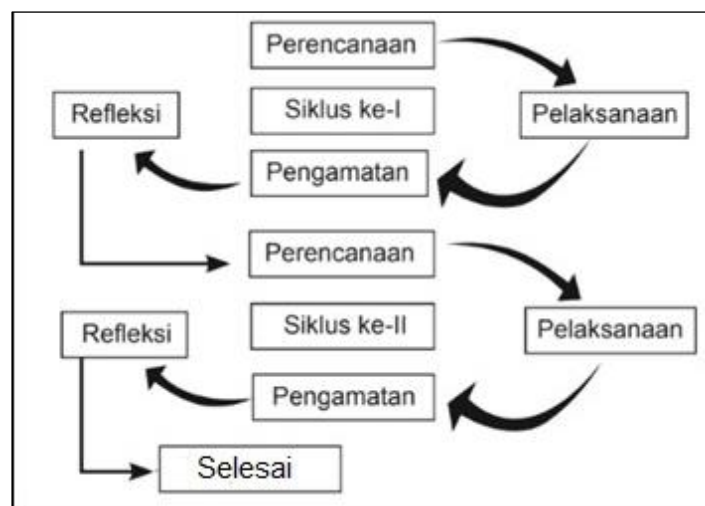 Perencanaan
Refleksi
Siklus ke-I
Pelaksanaan
Pengamatan
Perencanaan
Refleksi
Siklus ke-II
Pelaksanaan
Pengamatan
Selesai